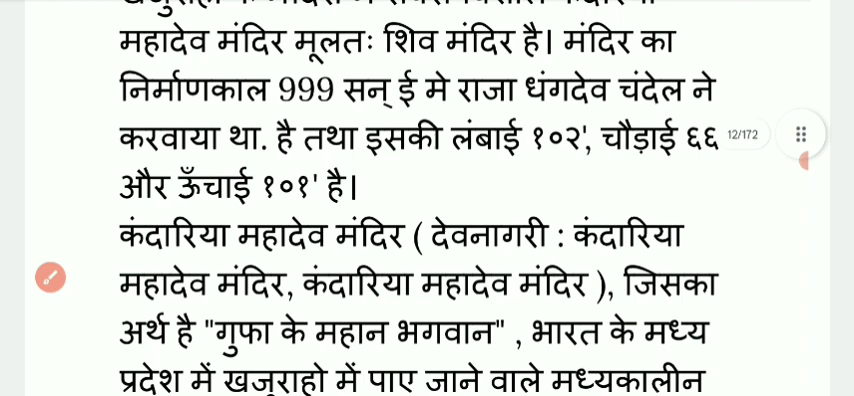 महादेव मंदिर मूलतः शिव मंदिर है। मंदिर का
निर्माणकाल 999 सन् ई मे राजा धंगदेव चंदेल ने
करवाया था. है तथा इसकी लंबाई १०२', चौड़ाई ६६
12/172
और ऊँचाई १०१' है।
कंदारिया महादेव मंदिर ( देवनागरी : कंदारिया
महादेव मंदिर, कंदारिया महादेव मंदिर ), जिसका
अर्थ है "गुफा के महान भगवान" , भारत के मध्य
प्रदेश में खजुराहो में पाए जाने वाले मध्यकालीन